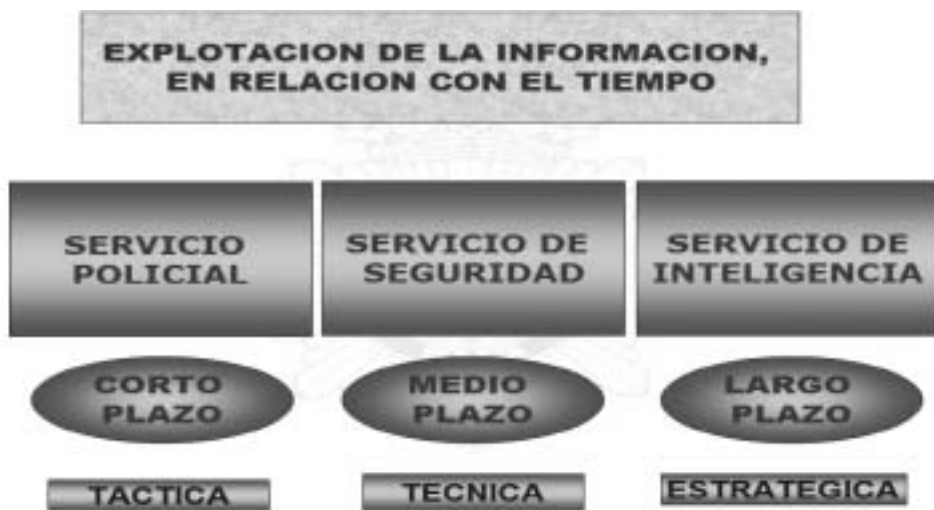 EXPLOTACION DE LA INFORMACION,
EN RELACION CON EL TIEMPO
SERVICIO
POLICIAL
SERVICIO DE
SEGURIDAD
SERVICIO DE
INTELIGENCIA
CORTO
PLAZO
MEDIO
PLAZO
LARGO
PLAZO
TACTICA
TECNICA
ESTRATEGICA